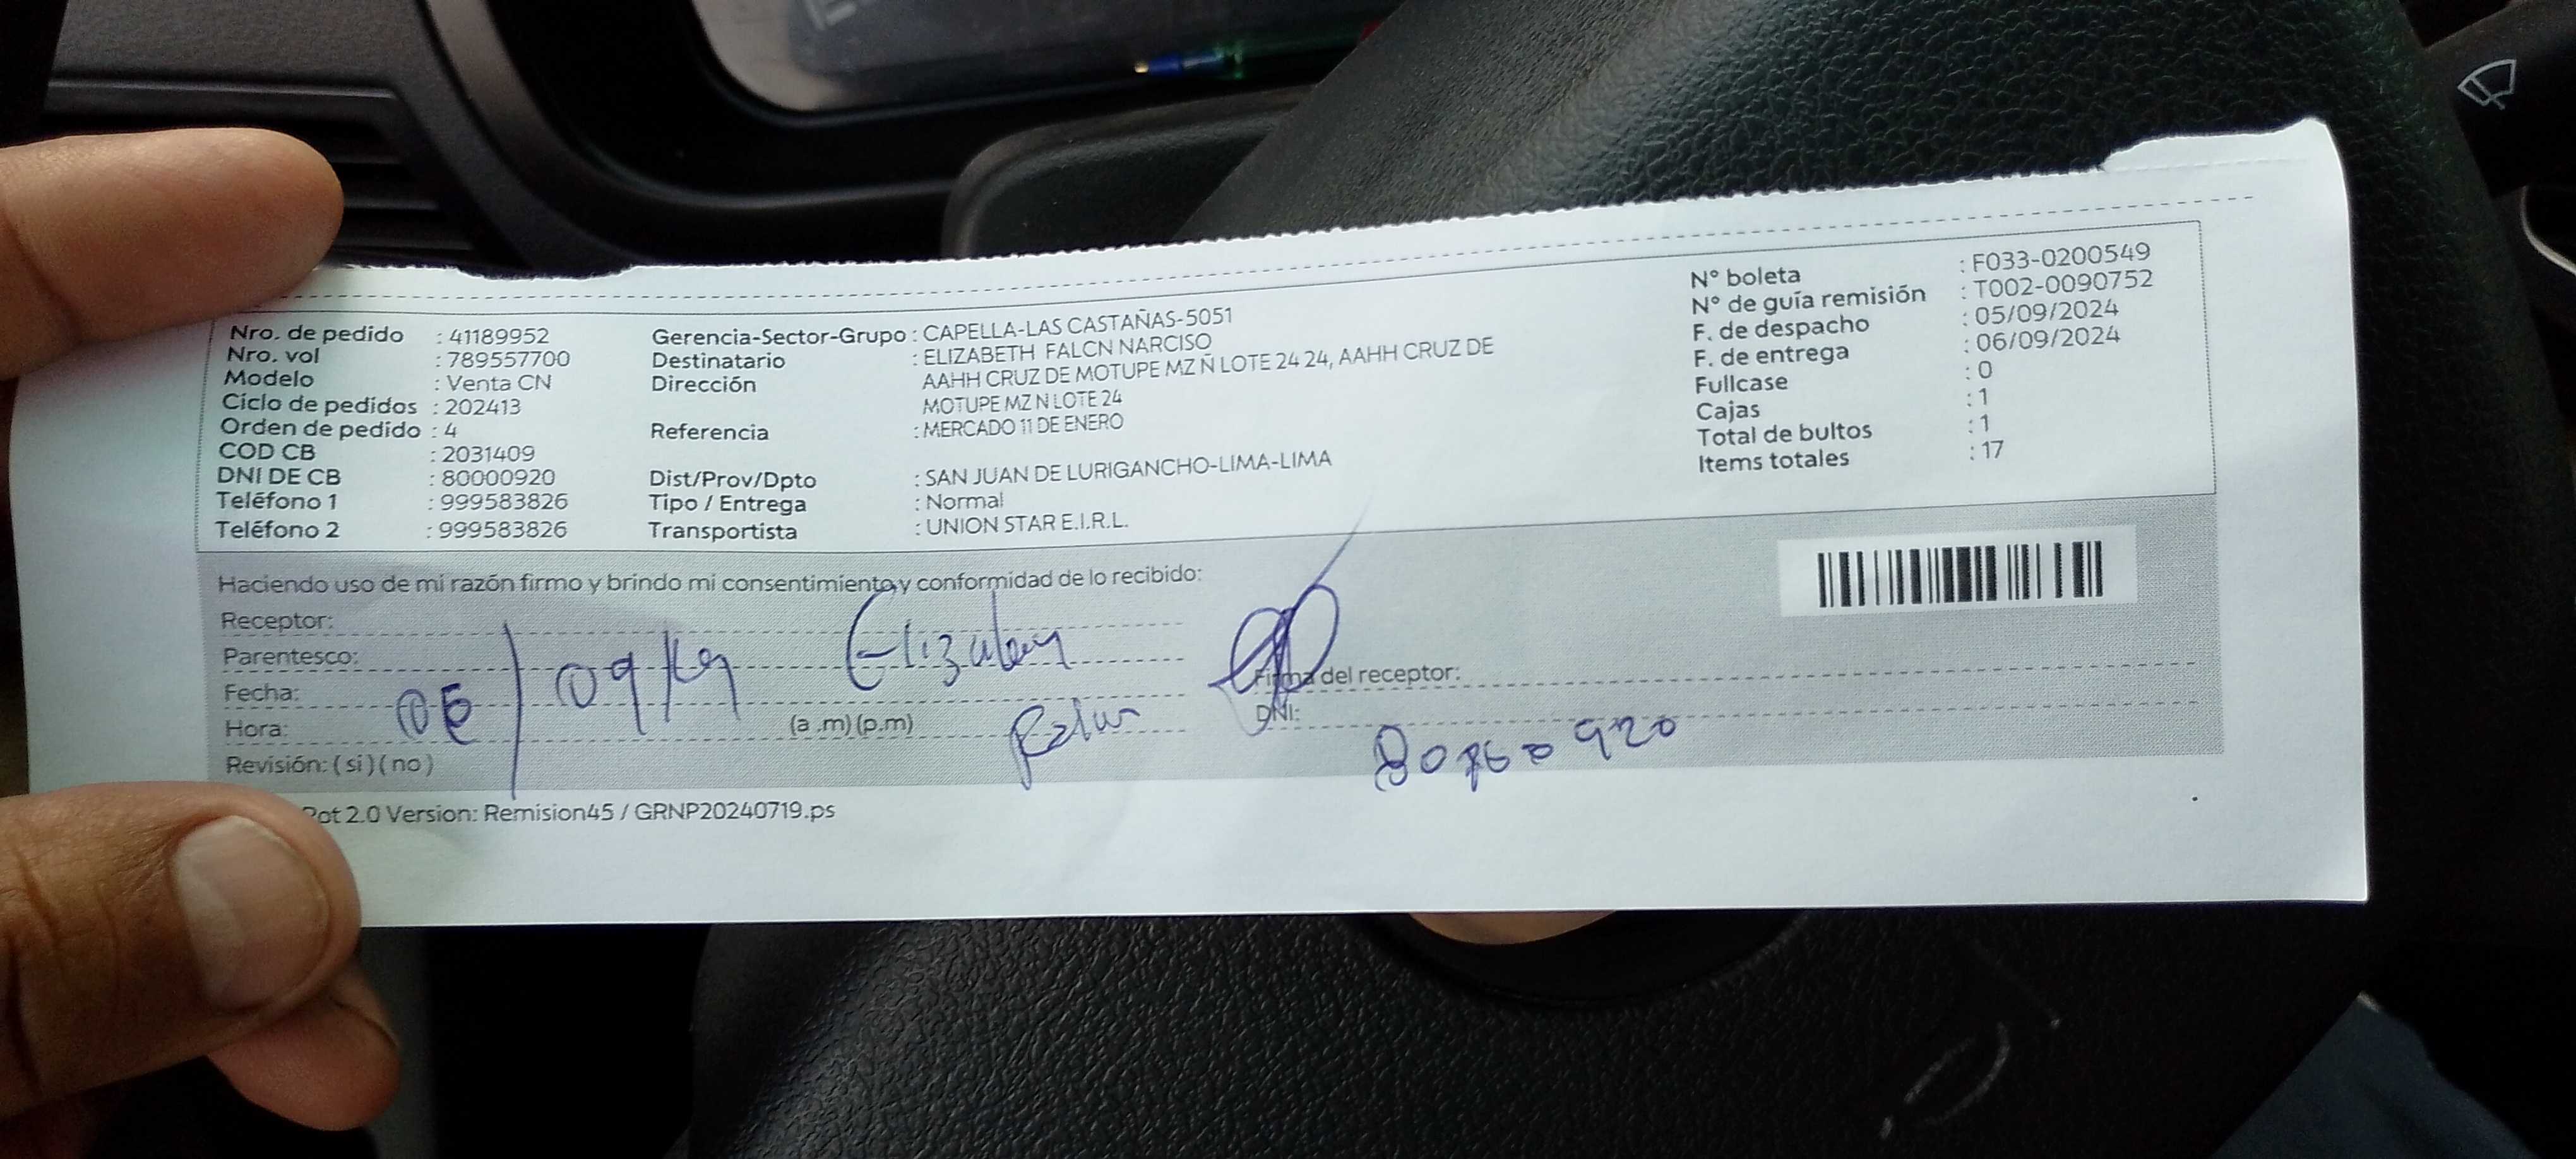 Nro. de pedido : 41189952
Nro. vol : 789557700
Modelo : Venta CN
Ciclo de pedidos : 202413
Orden de pedido : 4
COD CB : 2031409
DNI DE CB : 80000920
Teléfono 1 : 999583826
Teléfono 2 : 999583826
Gerencia-Sector-Grupo : CAPELLA-LAS CASTAÑAS-5051
Destinatario : ELIZABETH FALCN NARCISO
Dirección : AAHH CRUZ DE MOTUPE MZ Ñ LOTE 24 24, AAHH CRUZ DE
MOTUPE MZ N LOTE 24
Referencia : MERCADO 11 DE ENERO
Dist/Prov/Dpto : SAN JUAN DE LURIGANCHO-LIMA-LIMA
Tipo / Entrega : Normal
Transportista : UNION STAR E.I.R.L.
N° boleta : F033-0200549
N° de guía remisión : T002-0090752
F. de despacho : 05/09/2024
F. de entrega : 06/09/2024
Fullcase : 0
Cajas : 1
Total de bultos : 1
Items totales : 17
Haciendo uso de mi razón firmo y brindo mi consentimiento y conformidad de lo recibido:
Receptor:
Parentesco:
Fecha:
Hora: (a .m) (p.m)
Revisión: ( si ) ( no )
Firma del receptor:
DNI:
2.0 Version: Remision45 / GRNP20240719.ps